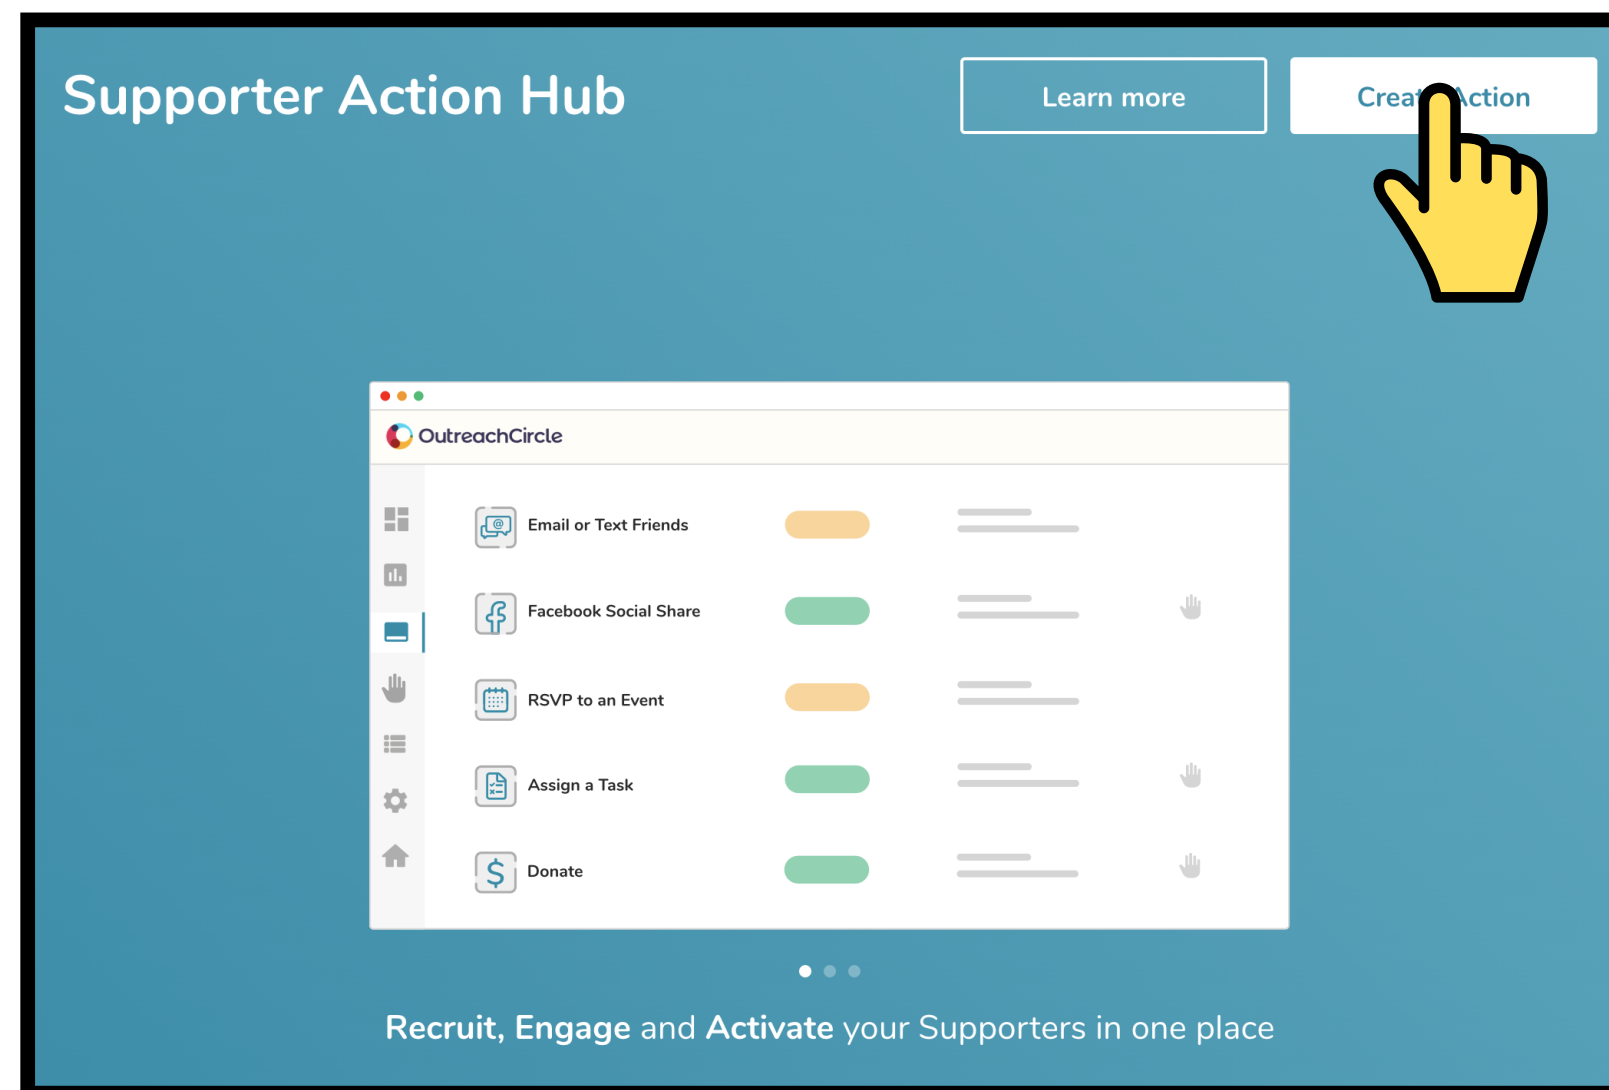 Supporter Action Hub
Learn more
Create Action
OutreachCircle
Email or Text Friends
Facebook Social Share
RSVP to an Event
Assign a Task
Donate
Recruit, Engage and Activate your Supporters in one place